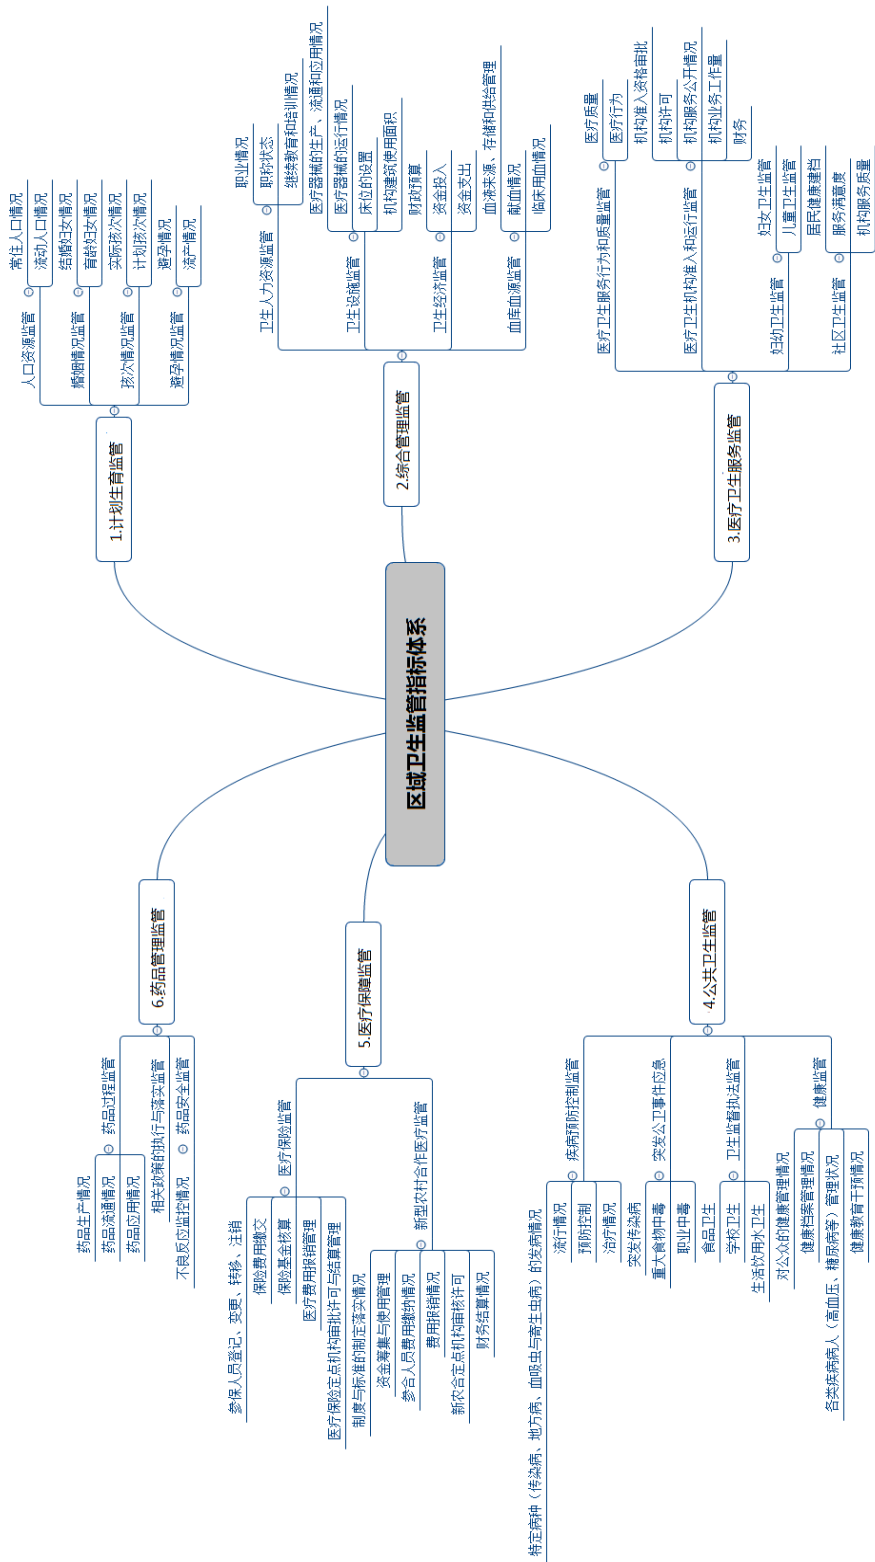 区域卫生监管指标体系
1.计划生育监管
人口资源监管
常住人口情况
流动人口情况
婚姻情况监管
结婚妇女情况
育龄妇女情况
孩次情况监管
实际孩次情况
计划孩次情况
避孕情况监管
避孕情况
流产情况
2.综合管理监管
卫生人力资源监管
职业情况
职称状态
继续教育和培训情况
卫生设施监管
医疗器械的生产、流通和应用情况
医疗器械的运行情况
床位的设置
机构建筑使用面积
卫生经济监管
财政预算
资金投入
资金支出
血库血源监管
血液来源、存储和供给管理
献血情况
临床用血情况
3.医疗卫生服务监管
医疗卫生服务行为和质量监管
医疗质量
医疗行为
医疗卫生机构准入和运行监管
机构准入资格审批
机构许可
机构服务公开情况
机构业务工作量
财务
妇幼卫生监管
妇女卫生监管
儿童卫生监管
社区卫生监管
居民健康建档
服务满意度
机构服务质量
4.公共卫生监管
疾病预防控制监管
特定病种（传染病、地方病、血吸虫与寄生虫病）的发病情况
流行情况
预防控制
治疗情况
突发公卫事件应急
突发传染病
重大食物中毒
职业中毒
卫生监督执法监管
食品卫生
学校卫生
生活饮用水卫生
健康监管
对公众的健康管理情况
健康档案管理情况
各类疾病病人（高血压、糖尿病等）管理状况
健康教育干预情况
5.医疗保障监管
医疗保险监管
参保人员登记、变更、转移、注销
保险费用缴交
保险基金核算
医疗费用报销管理
医疗保险定点机构审批许可与结算管理
新型农村合作医疗监管
制度与标准的制定落实情况
资金筹集与使用管理
参合人员费用缴纳情况
费用报销情况
新农合定点机构审核许可
财务结算情况
6.药品管理监管
药品过程监管
药品生产情况
药品流通情况
药品应用情况
相关政策的执行与落实监管
药品安全监管
不良反应监控情况